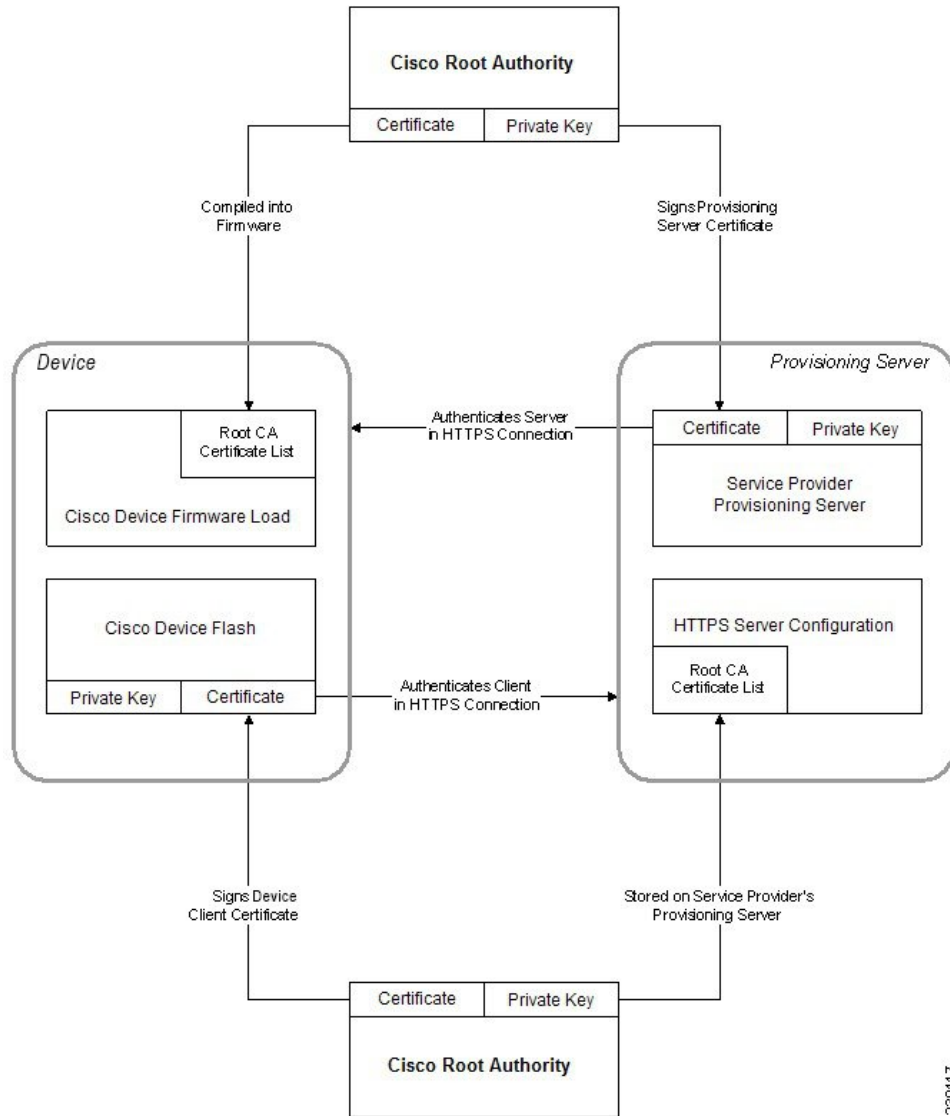 Cisco Root Authority
Certificate
Private Key
Compiled into
Firmware
Signs Provisioning
Server Certificate
Device
Provisioning Server
Root CA
Certificate List
Cisco Device Firmware Load
Authenticates Server
in HTTPS Connection
Certificate
Private Key
Service Provider
Provisioning Server
Cisco Device Flash
Private Key
Certificate
Authenticates Client
in HTTPS Connection
HTTPS Server Configuration
Root CA
Certificate List
Signs Device
Client Certificate
Stored on Service Provider's
Provisioning Server
Certificate
Private Key
Cisco Root Authority